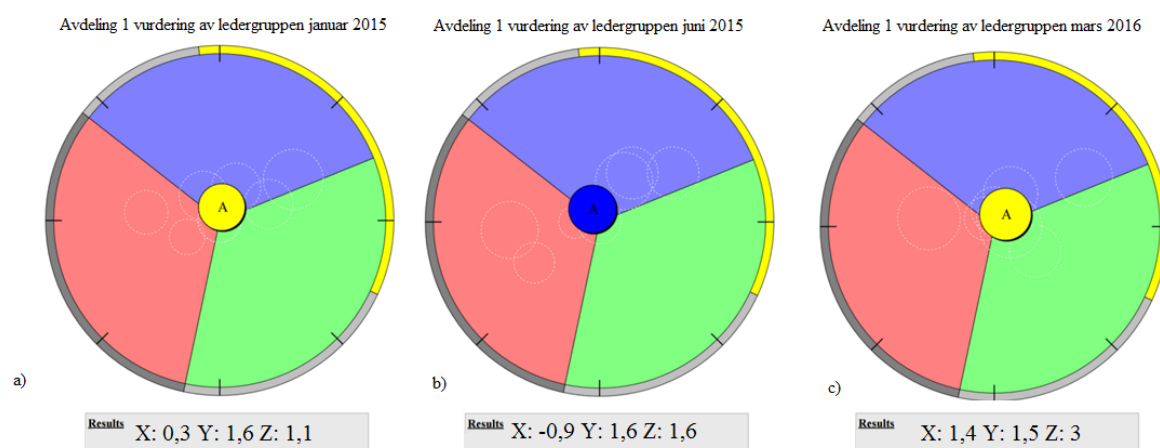 Avdeling 1 vurdering av ledergruppen januar 2015
Avdeling 1 vurdering av ledergruppen juni 2015
Avdeling 1 vurdering av ledergruppen mars 2016
A
A
A
a)
b)
c)
Results X: 0,3 Y: 1,6 Z: 1,1
Results X: -0,9 Y: 1,6 Z: 1,6
Results X: 1,4 Y: 1,5 Z: 3